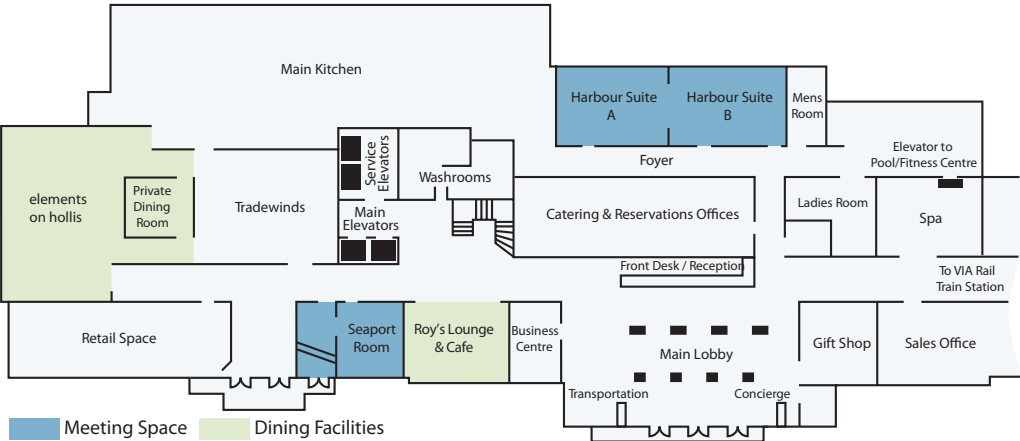 Main Kitchen
Harbour Suite
A
Harbour Suite
B
Mens
Room
Elevator to
Pool/Fitness Centre
Foyer
Service
Elevators
Washrooms
elements
on hollis
Private
Dining
Room
Tradewinds
Main
Elevators
Catering & Reservations Offices
Ladies Room
Spa
Front Desk / Reception
To VIA Rail
Train Station
Retail Space
Seaport
Room
Roy's Lounge
& Cafe
Business
Centre
Main Lobby
Gift Shop
Sales Office
Transportation
Concierge
Meeting Space
Dining Facilities